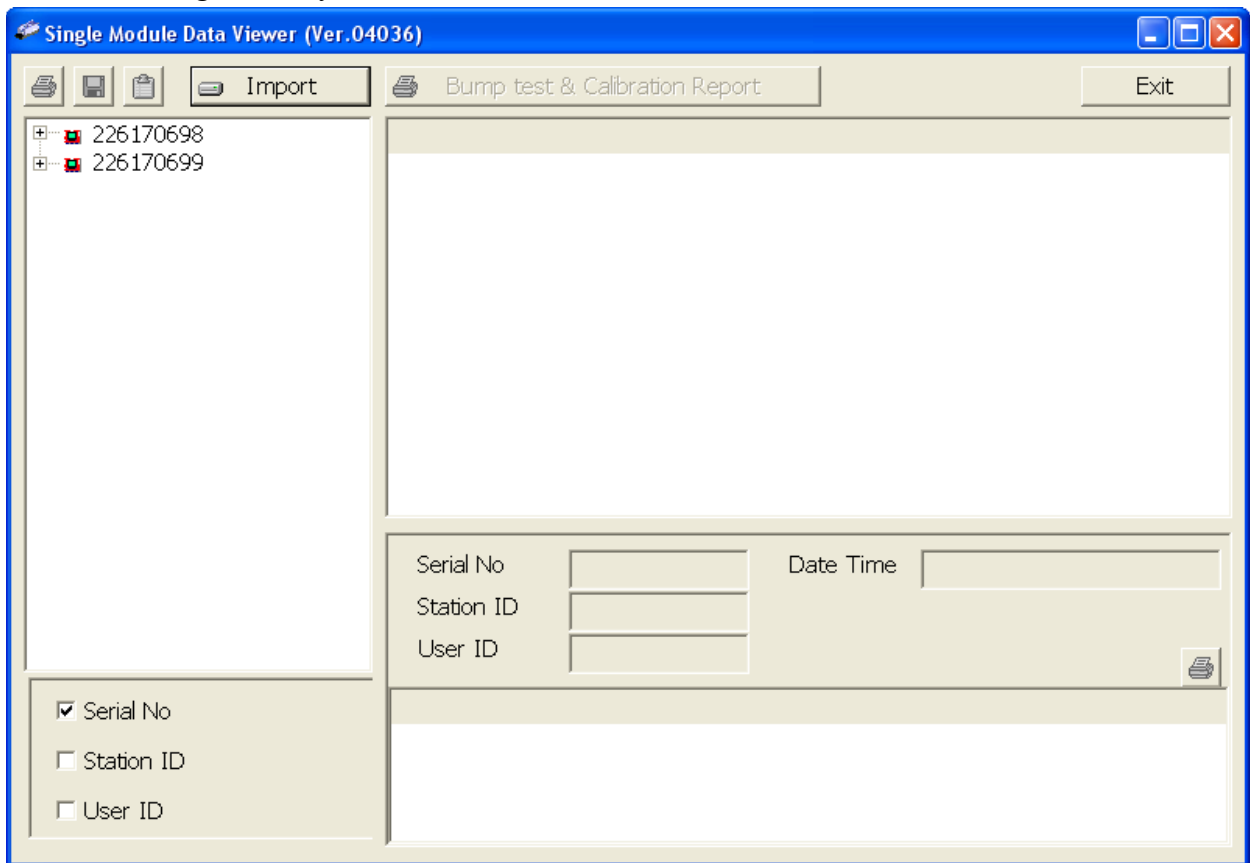 Single Module Data Viewer (Ver.04036)
Import
Bump test & Calibration Report
Exit
226170698
226170699
Serial No
Date Time
Station ID
User ID
Serial No
Station ID
User ID